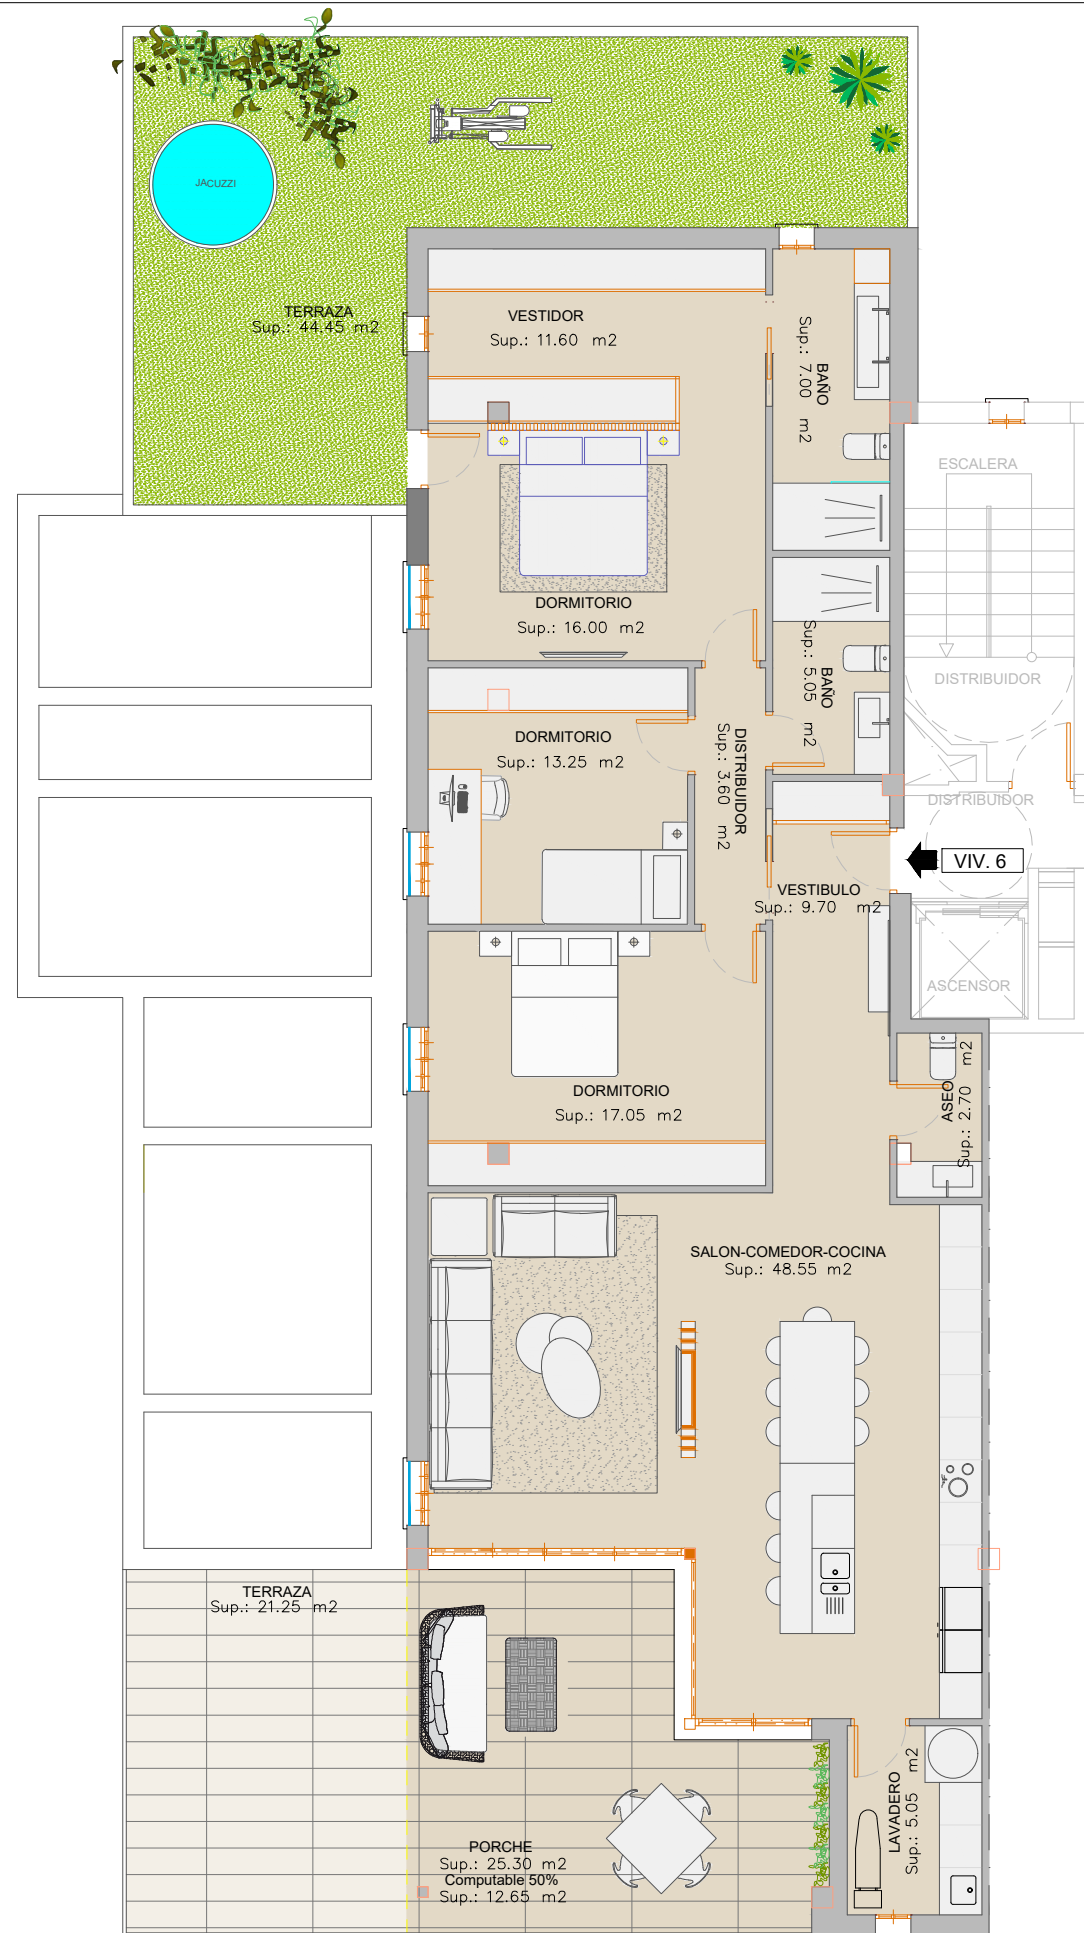 JACUZZI
TERRAZA
Sup.: 44.45 m2
VESTIDOR
Sup.: 11.60 m2
BAÑO
Sup.: 7.00 m2
ESCALERA
DORMITORIO
Sup.: 16.00 m2
BAÑO
Sup.: 5.05 m2
DISTRIBUIDOR
DORMITORIO
Sup.: 13.25 m2
DISTRIBUIDOR
Sup.: 3.60 m2
DISTRIBUIDOR
VIV. 6
VESTIBULO
Sup.: 9.70 m2
ASCENSOR
DORMITORIO
Sup.: 17.05 m2
ASEO
Sup.: 2.70 m2
SALON-COMEDOR-COCINA
Sup.: 48.55 m2
TERRAZA
Sup.: 21.25 m2
LAVADERO
Sup.: 5.05 m2
PORCHE
Sup.: 25.30 m2
Computable 50%
Sup.: 12.65 m2